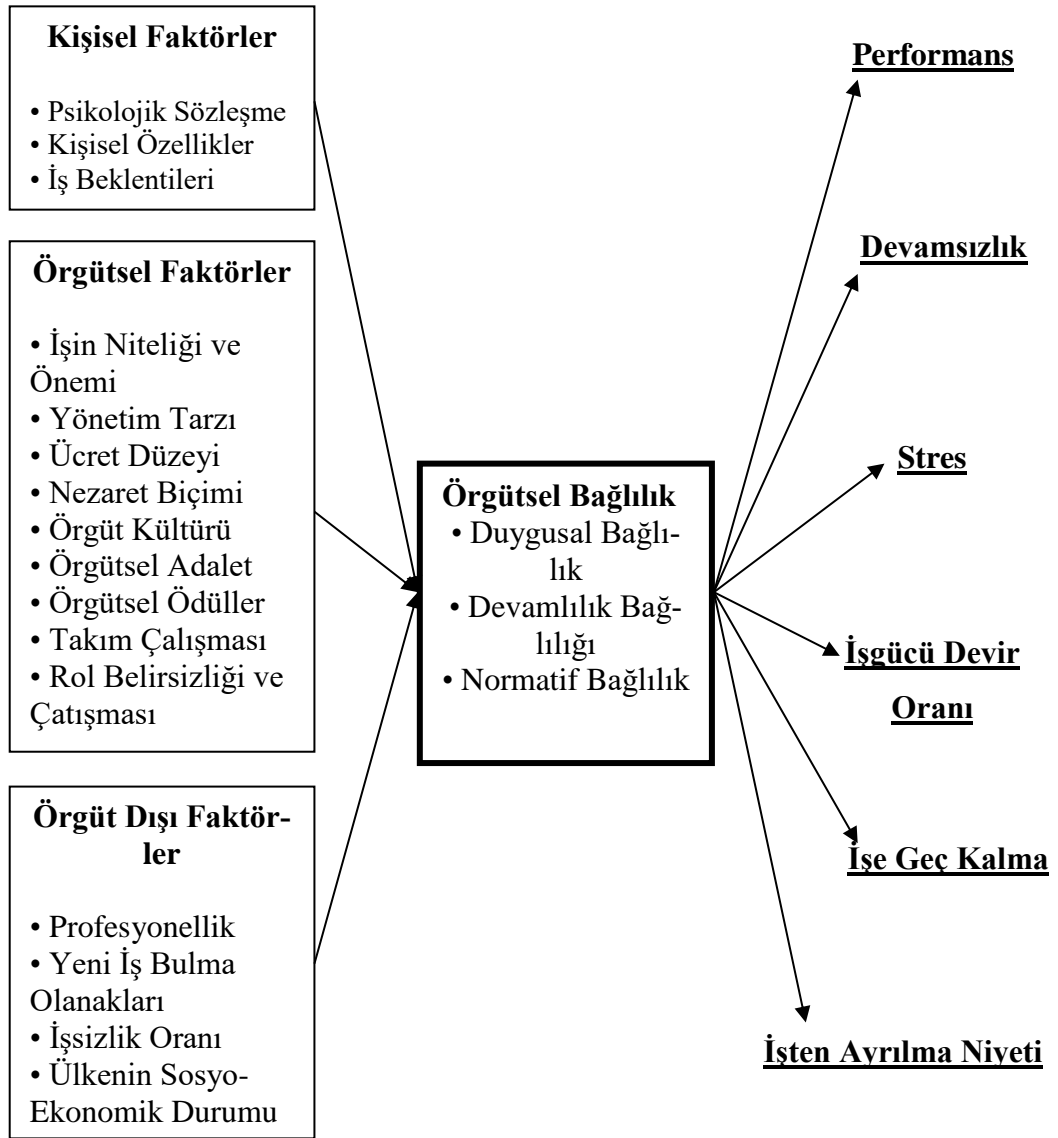 Kişisel Faktörler
• Psikolojik Sözleşme
• Kişisel Özellikler
• İş Beklentileri
Örgütsel Faktörler
• İşin Niteliği ve
Önemi
• Yönetim Tarzı
• Ücret Düzeyi
• Nezaret Biçimi
• Örgüt Kültürü
• Örgütsel Adalet
• Örgütsel Ödüller
• Takım Çalışması
• Rol Belirsizliği ve
Çatışması
Örgüt Dışı Faktör-
ler
• Profesyonellik
• Yeni İş Bulma
Olanakları
• İşsizlik Oranı
• Ülkenin Sosyo-
Ekonomik Durumu
Örgütsel Bağlılık
• Duygusal Bağlı-
lık
• Devamlılık Bağ-
lılığı
• Normatif Bağlılık
Performans
Devamsızlık
Stres
İşgücü Devir
Oranı
İşe Geç Kalma
İşten Ayrılma Niyeti